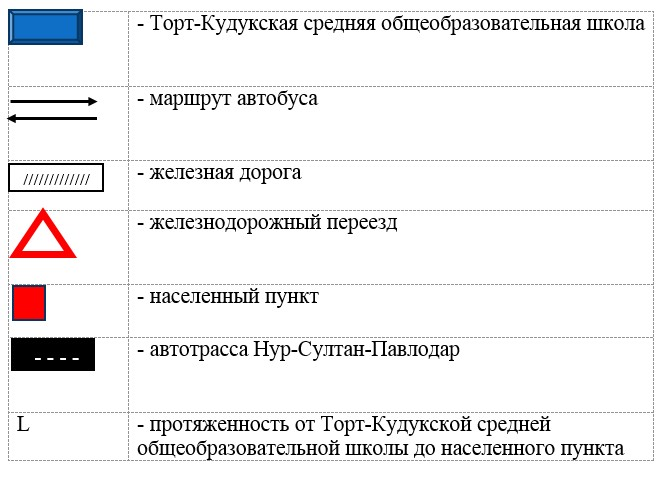 - Торт-Кудукская средняя общеобразовательная школа
- маршрут автобуса
- железная дорога
- железнодорожный переезд
- населенный пункт
- автотрасса Нур-Султан-Павлодар
L
- протяженность от Торт-Кудукской средней
общеобразовательной школы до населенного пункта